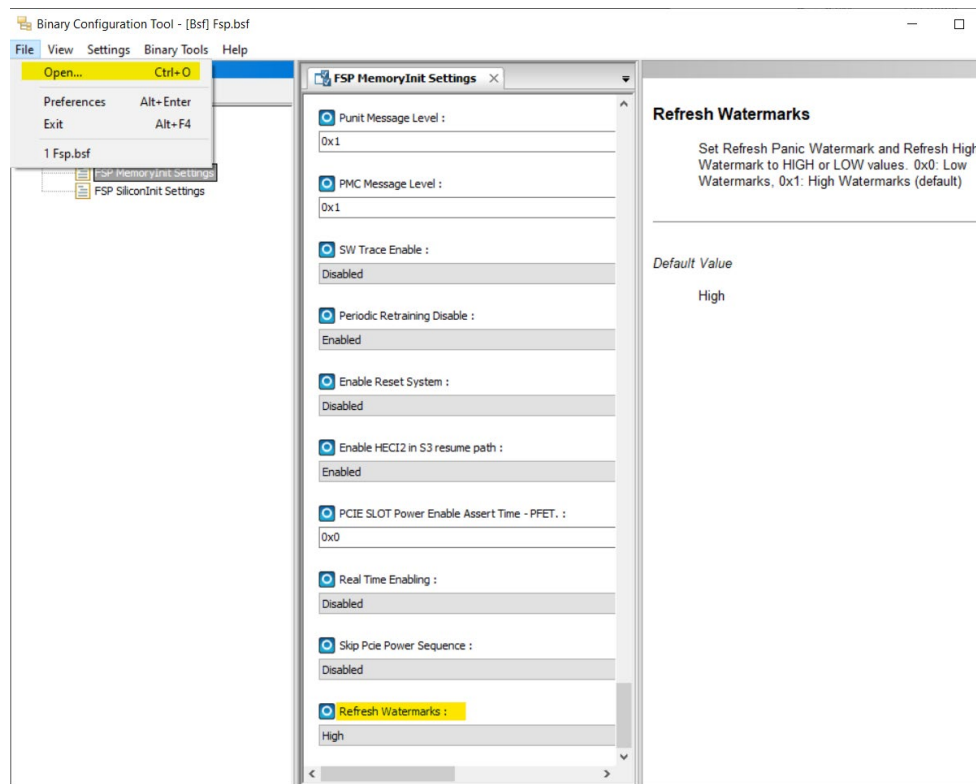 Binary Configuration Tool - [Bsf] Fsp.bsf
File View Settings Binary Tools Help
Open... Ctrl+O
Preferences Alt+Enter
Exit Alt+F4
1 Fsp.bsf
FSP MemoryInit Settings
FSP SiliconInit Settings
FSP MemoryInit Settings
Punit Message Level :
0x1
PMC Message Level :
0x1
SW Trace Enable :
Disabled
Periodic Retraining Disable :
Enabled
Enable Reset System :
Disabled
Enable HECI2 in S3 resume path :
Enabled
PCIE SLOT Power Enable Assert Time - PFET. :
0x0
Real Time Enabling :
Disabled
Skip Pcie Power Sequence :
Disabled
Refresh Watermarks :
High
Refresh Watermarks
Set Refresh Panic Watermark and Refresh High
Watermark to HIGH or LOW values. 0x0: Low
Watermarks, 0x1: High Watermarks (default)
Default Value
High